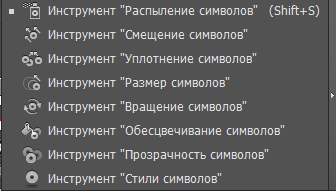 Инструмент "Распыление символов" (Shift+S)
Инструмент "Смещение символов"
Инструмент "Уплотнение символов"
Инструмент "Размер символов"
Инструмент "Вращение символов"
Инструмент "Обесцвечивание символов"
Инструмент "Прозрачность символов"
Инструмент "Стили символов"